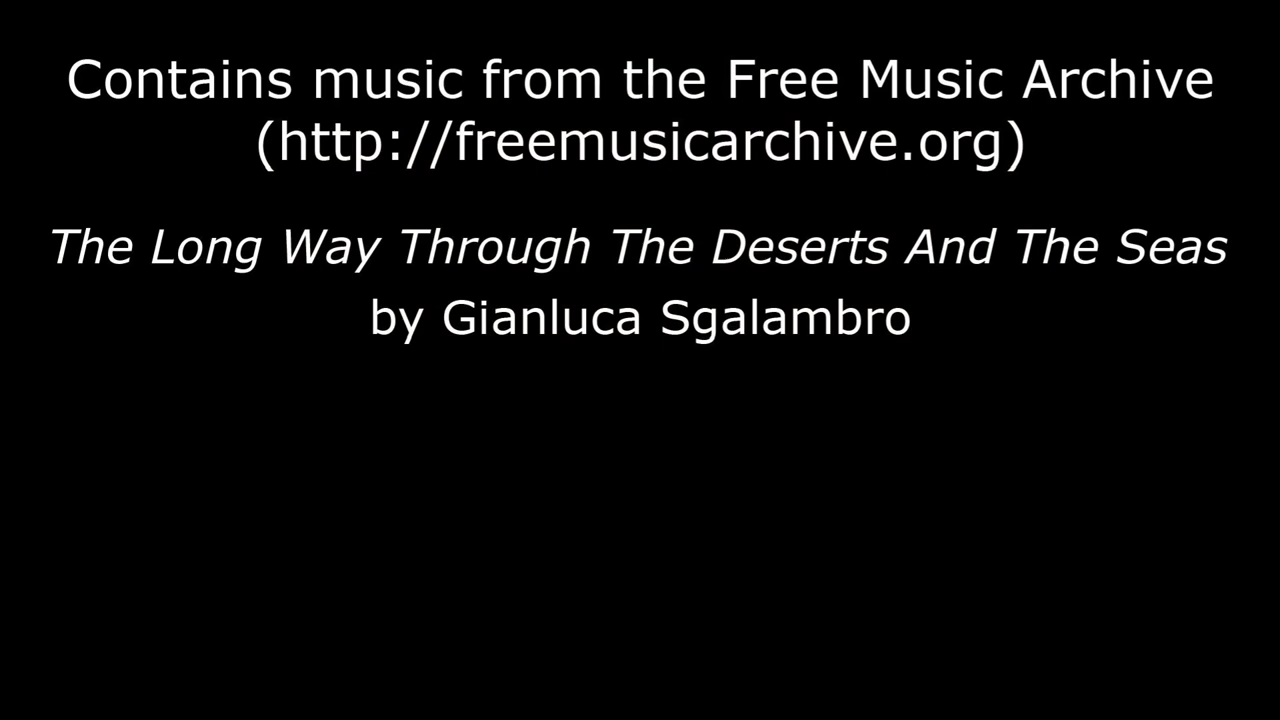 Contains music from the Free Music Archive
(http://freemusicarchive.org)
The Long Way Through The Deserts And The Seas
by Gianluca Sgalambro